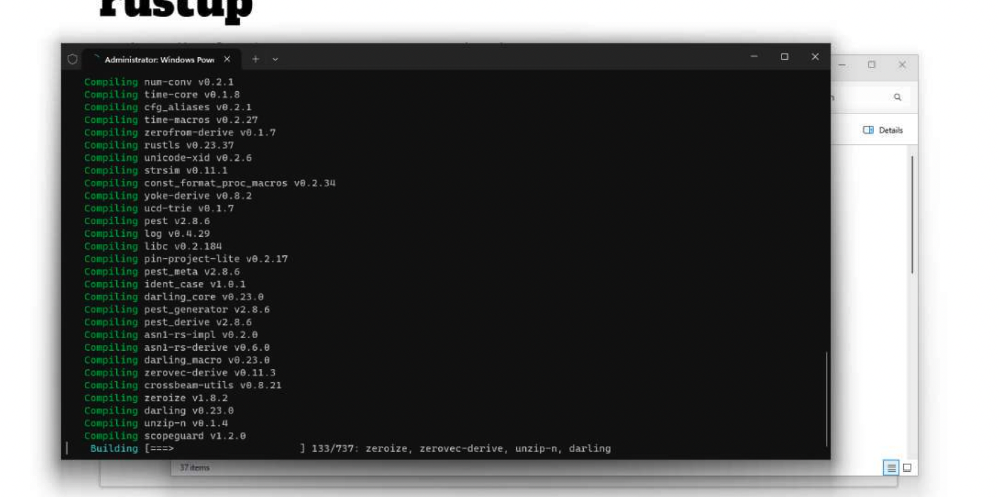 rustup
Administrator: Windows Pow
Compiling num-conv v0.2.1
Compiling time-core v0.1.8
Compiling cfg_aliases v0.2.1
Compiling time-macros v0.2.27
Compiling zerofrom-derive v0.1.7
Compiling rustls v0.23.37
Compiling unicode-xid v0.2.6
Compiling strsim v0.11.1
Compiling const_format_proc_macros v0.2.34
Compiling yoke-derive v0.8.2
Compiling ucd-trie v0.1.7
Compiling pest v2.8.6
Compiling log v0.4.29
Compiling libc v0.2.184
Compiling pin-project-lite v0.2.17
Compiling pest_meta v2.8.6
Compiling ident_case v1.0.1
Compiling darling_core v0.23.0
Compiling pest_generator v2.8.6
Compiling pest_derive v2.8.6
Compiling asn1-rs-impl v0.2.0
Compiling asn1-rs-derive v0.6.0
Compiling darling_macro v0.23.0
Compiling zerovec-derive v0.11.3
Compiling crossbeam-utils v0.8.21
Compiling zeroize v1.8.2
Compiling darling v0.23.0
Compiling unzip-n v0.1.4
Compiling scopeguard v1.2.0
Building [===> ] 133/737: zeroize, zerovec-derive, unzip-n, darling
Details
37 items